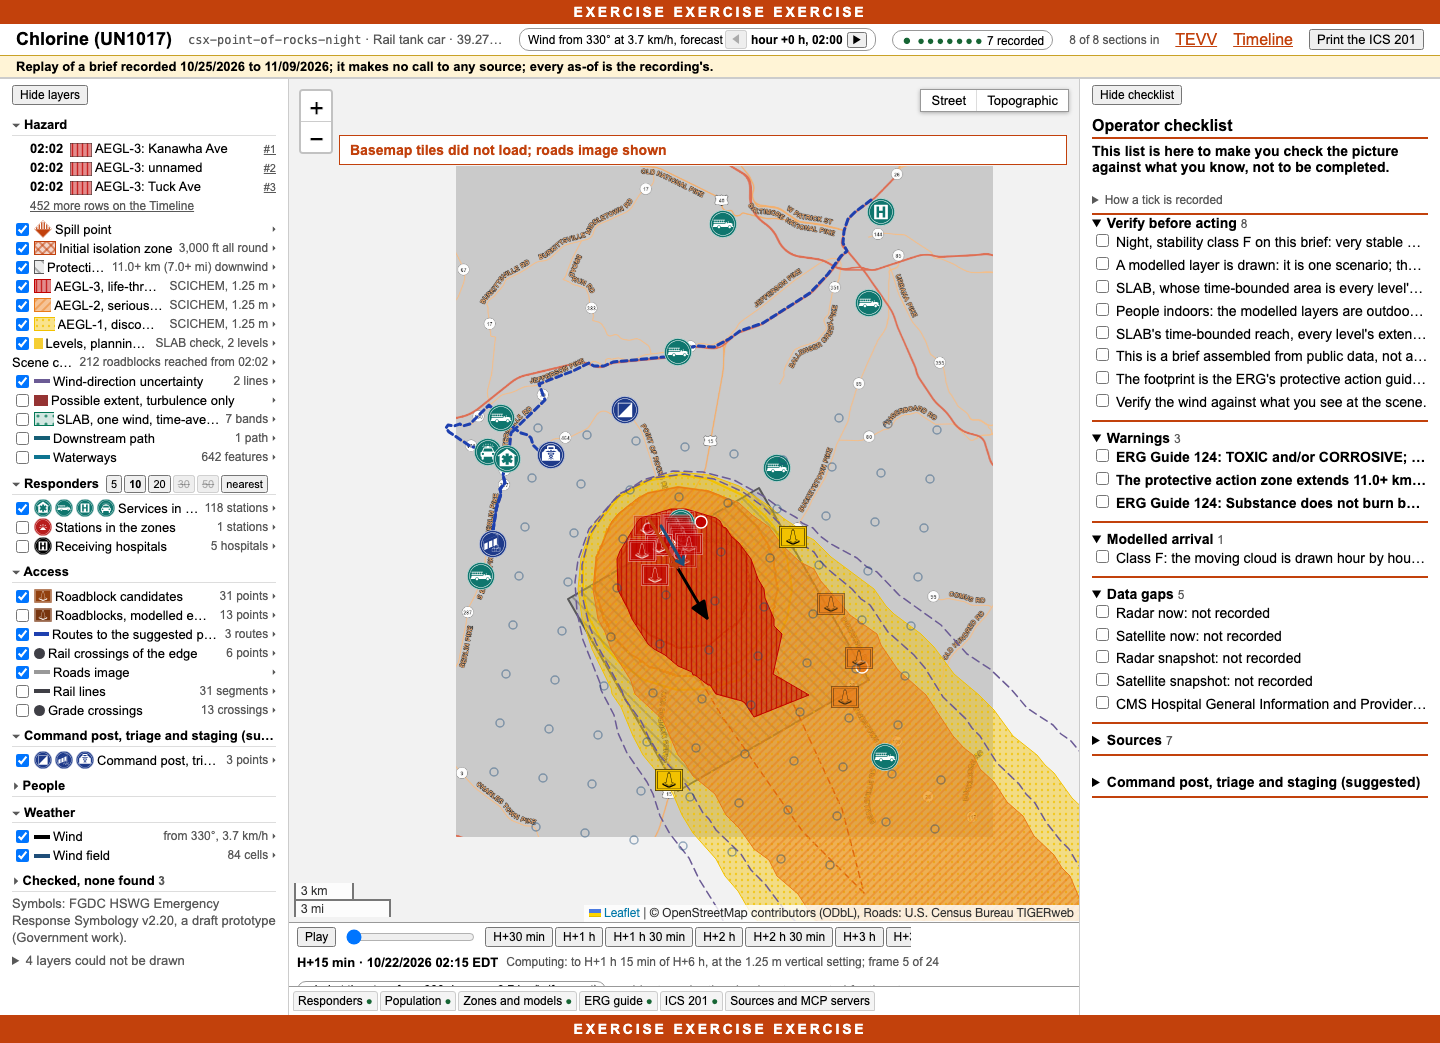 EXERCISE EXERCISE EXERCISE
Chlorine (UN1017) csx-point-of-rocks-night · Rail tank car · 39.27…
Wind from 330° at 3.7 km/h, forecast ◀ hour +0 h, 02:00 ▶
7 recorded
8 of 8 sections in
TEVV
Timeline
Print the ICS 201
Replay of a brief recorded 10/25/2026 to 11/09/2026; it makes no call to any source; every as-of is the recording's.
Hide layers
Hazard
02:02 AEGL-3: Kanawha Ave #1
02:02 AEGL-3: unnamed #2
02:02 AEGL-3: Tuck Ave #3
452 more rows on the Timeline
Spill point
Initial isolation zone 3,000 ft all round
Protecti… 11.0+ km (7.0+ mi) downwind
AEGL-3, life-thr… SCICHEM, 1.25 m
AEGL-2, serious… SCICHEM, 1.25 m
AEGL-1, disco… SCICHEM, 1.25 m
Levels, plannin… SLAB check, 2 levels
Scene c… 212 roadblocks reached from 02:02
Wind-direction uncertainty 2 lines
Possible extent, turbulence only
SLAB, one wind, time-ave… 7 bands
Downstream path 1 path
Waterways 642 features
Responders 5 10 20 30 50 nearest
Services in … 118 stations
Stations in the zones 1 stations
Receiving hospitals 5 hospitals
Access
Roadblock candidates 31 points
Roadblocks, modelled e… 13 points
Routes to the suggested p… 3 routes
Rail crossings of the edge 6 points
Roads image
Rail lines 31 segments
Grade crossings 13 crossings
Command post, triage and staging (su…
Command post, tri… 3 points
People
Weather
Wind from 330°, 3.7 km/h
Wind field 84 cells
Checked, none found 3
Symbols: FGDC HSWG Emergency
Response Symbology v2.20, a draft prototype
(Government work).
4 layers could not be drawn
+
−
Street Topographic
Basemap tiles did not load; roads image shown
OLD NATIONAL PIKE
W PATRICK ST
BALTIMORE NATIONAL PIKE
JEFFERSON PIKE
URBANA PIKE
BALLENGER CREEK PIKE
BURKITTSVILLE RD
3 km
3 mi
Leaflet | © OpenStreetMap contributors (ODbL), Roads: U.S. Census Bureau TIGERweb
Play
H+30 min H+1 h H+1 h 30 min H+2 h H+2 h 30 min H+3 h
H+15 min · 10/22/2026 02:15 EDT Computing: to H+1 h 15 min of H+6 h, at the 1.25 m vertical setting; frame 5 of 24
Responders Population Zones and models ERG guide ICS 201 Sources and MCP servers
Hide checklist
Operator checklist
This list is here to make you check the picture
against what you know, not to be completed.
How a tick is recorded
Verify before acting 8
Night, stability class F on this brief: very stable …
A modelled layer is drawn: it is one scenario; th…
SLAB, whose time-bounded area is every level'…
People indoors: the modelled layers are outdoo…
SLAB's time-bounded reach, every level's exten…
This is a brief assembled from public data, not a…
The footprint is the ERG's protective action guid…
Verify the wind against what you see at the scene.
Warnings 3
ERG Guide 124: TOXIC and/or CORROSIVE; …
The protective action zone extends 11.0+ km…
ERG Guide 124: Substance does not burn b…
Modelled arrival 1
Class F: the moving cloud is drawn hour by hou…
Data gaps 5
Radar now: not recorded
Satellite now: not recorded
Radar snapshot: not recorded
Satellite snapshot: not recorded
CMS Hospital General Information and Provider…
Sources 7
Command post, triage and staging (suggested)
EXERCISE EXERCISE EXERCISE